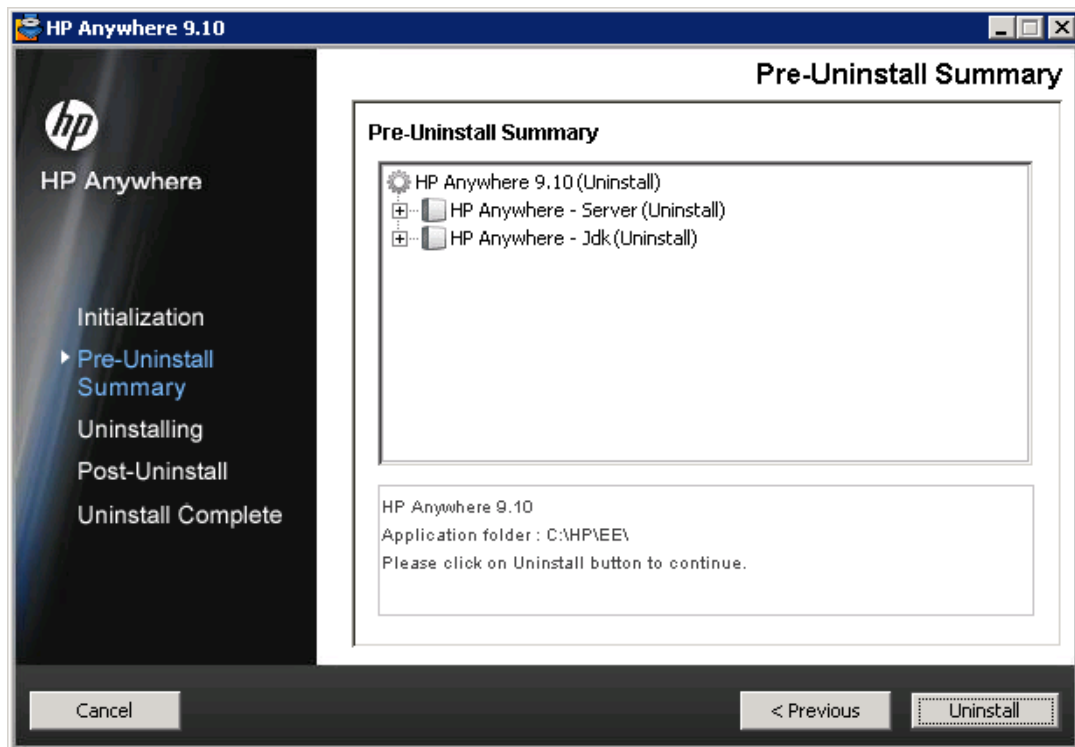 HP Anywhere 9.10
Pre-Uninstall Summary
hp
HP Anywhere
Initialization
Pre-Uninstall
Summary
Uninstalling
Post-Uninstall
Uninstall Complete
Pre-Uninstall Summary
HP Anywhere 9.10 (Uninstall)
HP Anywhere - Server (Uninstall)
HP Anywhere - Jdk (Uninstall)
HP Anywhere 9.10
Application folder : C:\HP\EE\
Please click on Uninstall button to continue.
Cancel
< Previous
Uninstall